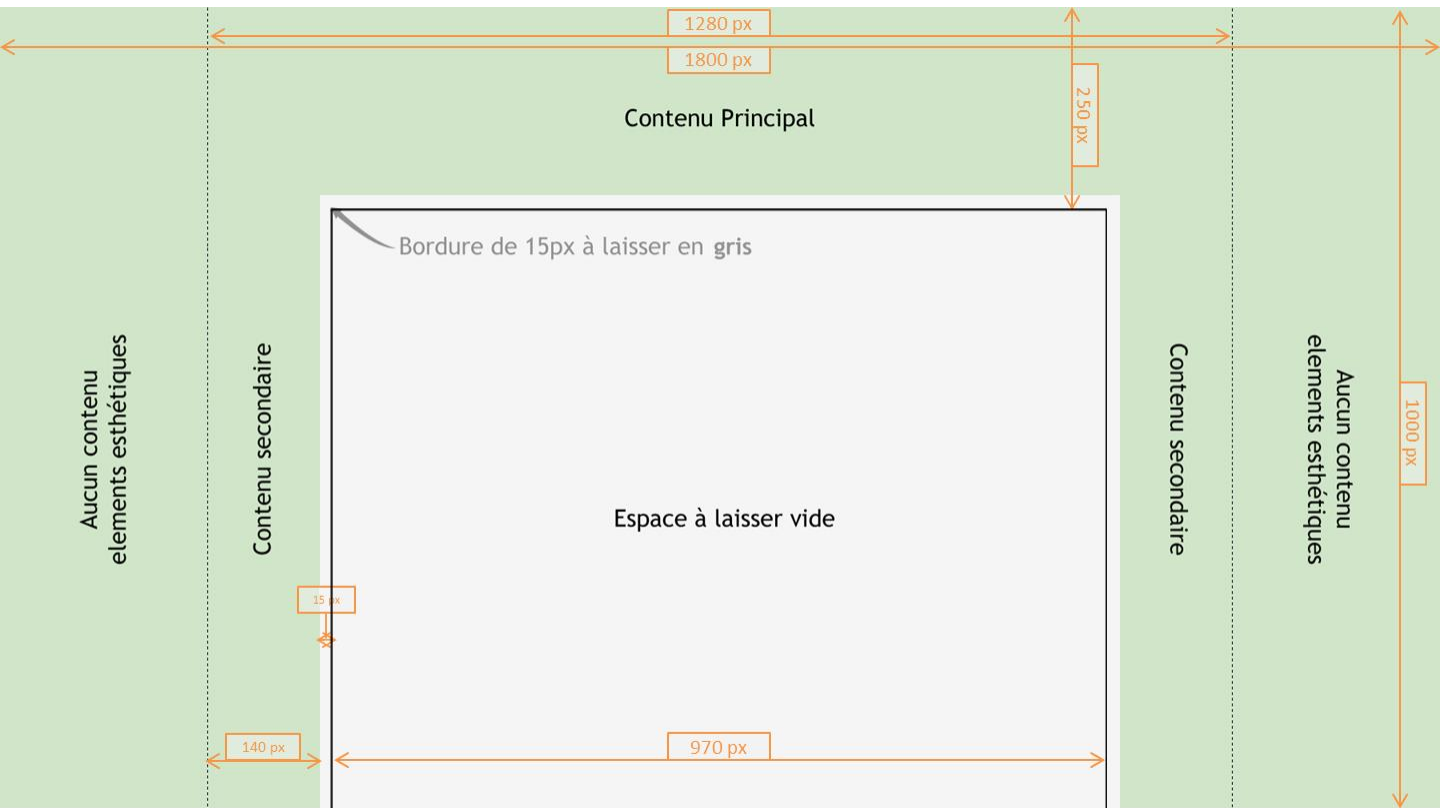 1280 px
1800 px
250 px
Contenu Principal
Bordure de 15px à laisser en gris
Aucun contenu
elements esthétiques
Contenu secondaire
Contenu secondaire
Aucun contenu
elements esthétiques
1000 px
Espace à laisser vide
15 px
140 px
970 px